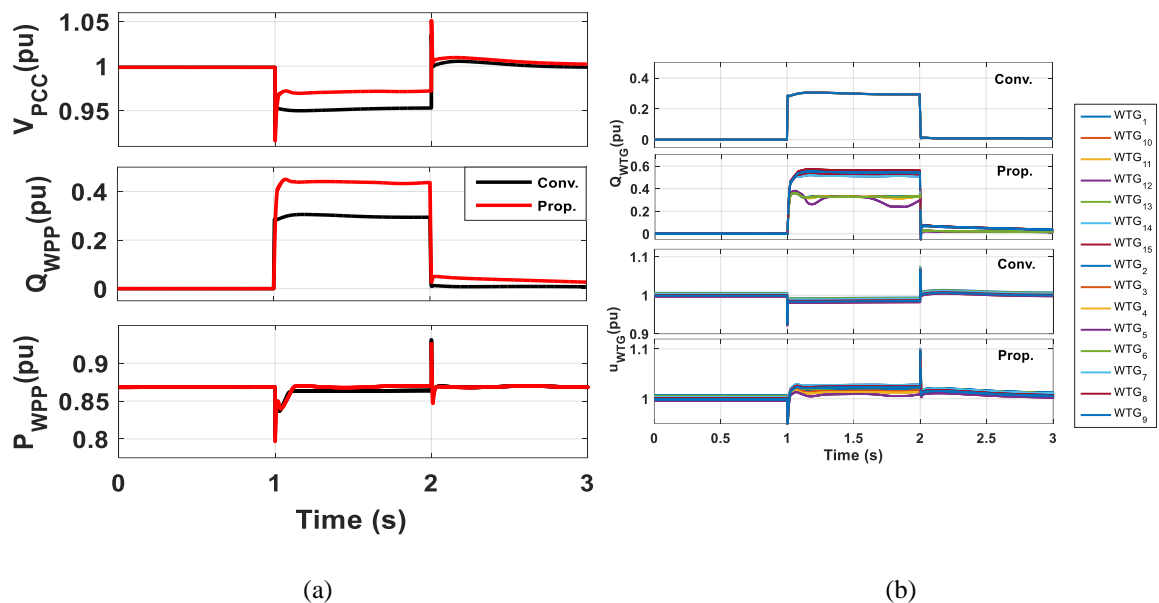 V_PCC(pu)
1.05
1
0.95
Q_WPP(pu)
0.4
0.2
0
Conv.
Prop.
P_WPP(pu)
0.9
0.85
0.8
0 1 2 3
Time (s)
(a)
Q_WTG(pu)
0.4
0.2
0
Conv.
0.6
0.4
0.2
0
Prop.
u_WTG(pu)
1.1
1
0.9
Conv.
1.1
1
Prop.
0 0.5 1 1.5 2 2.5 3
Time (s)
WTG_1
WTG_10
WTG_11
WTG_12
WTG_13
WTG_14
WTG_15
WTG_2
WTG_3
WTG_4
WTG_5
WTG_6
WTG_7
WTG_8
WTG_9
(b)